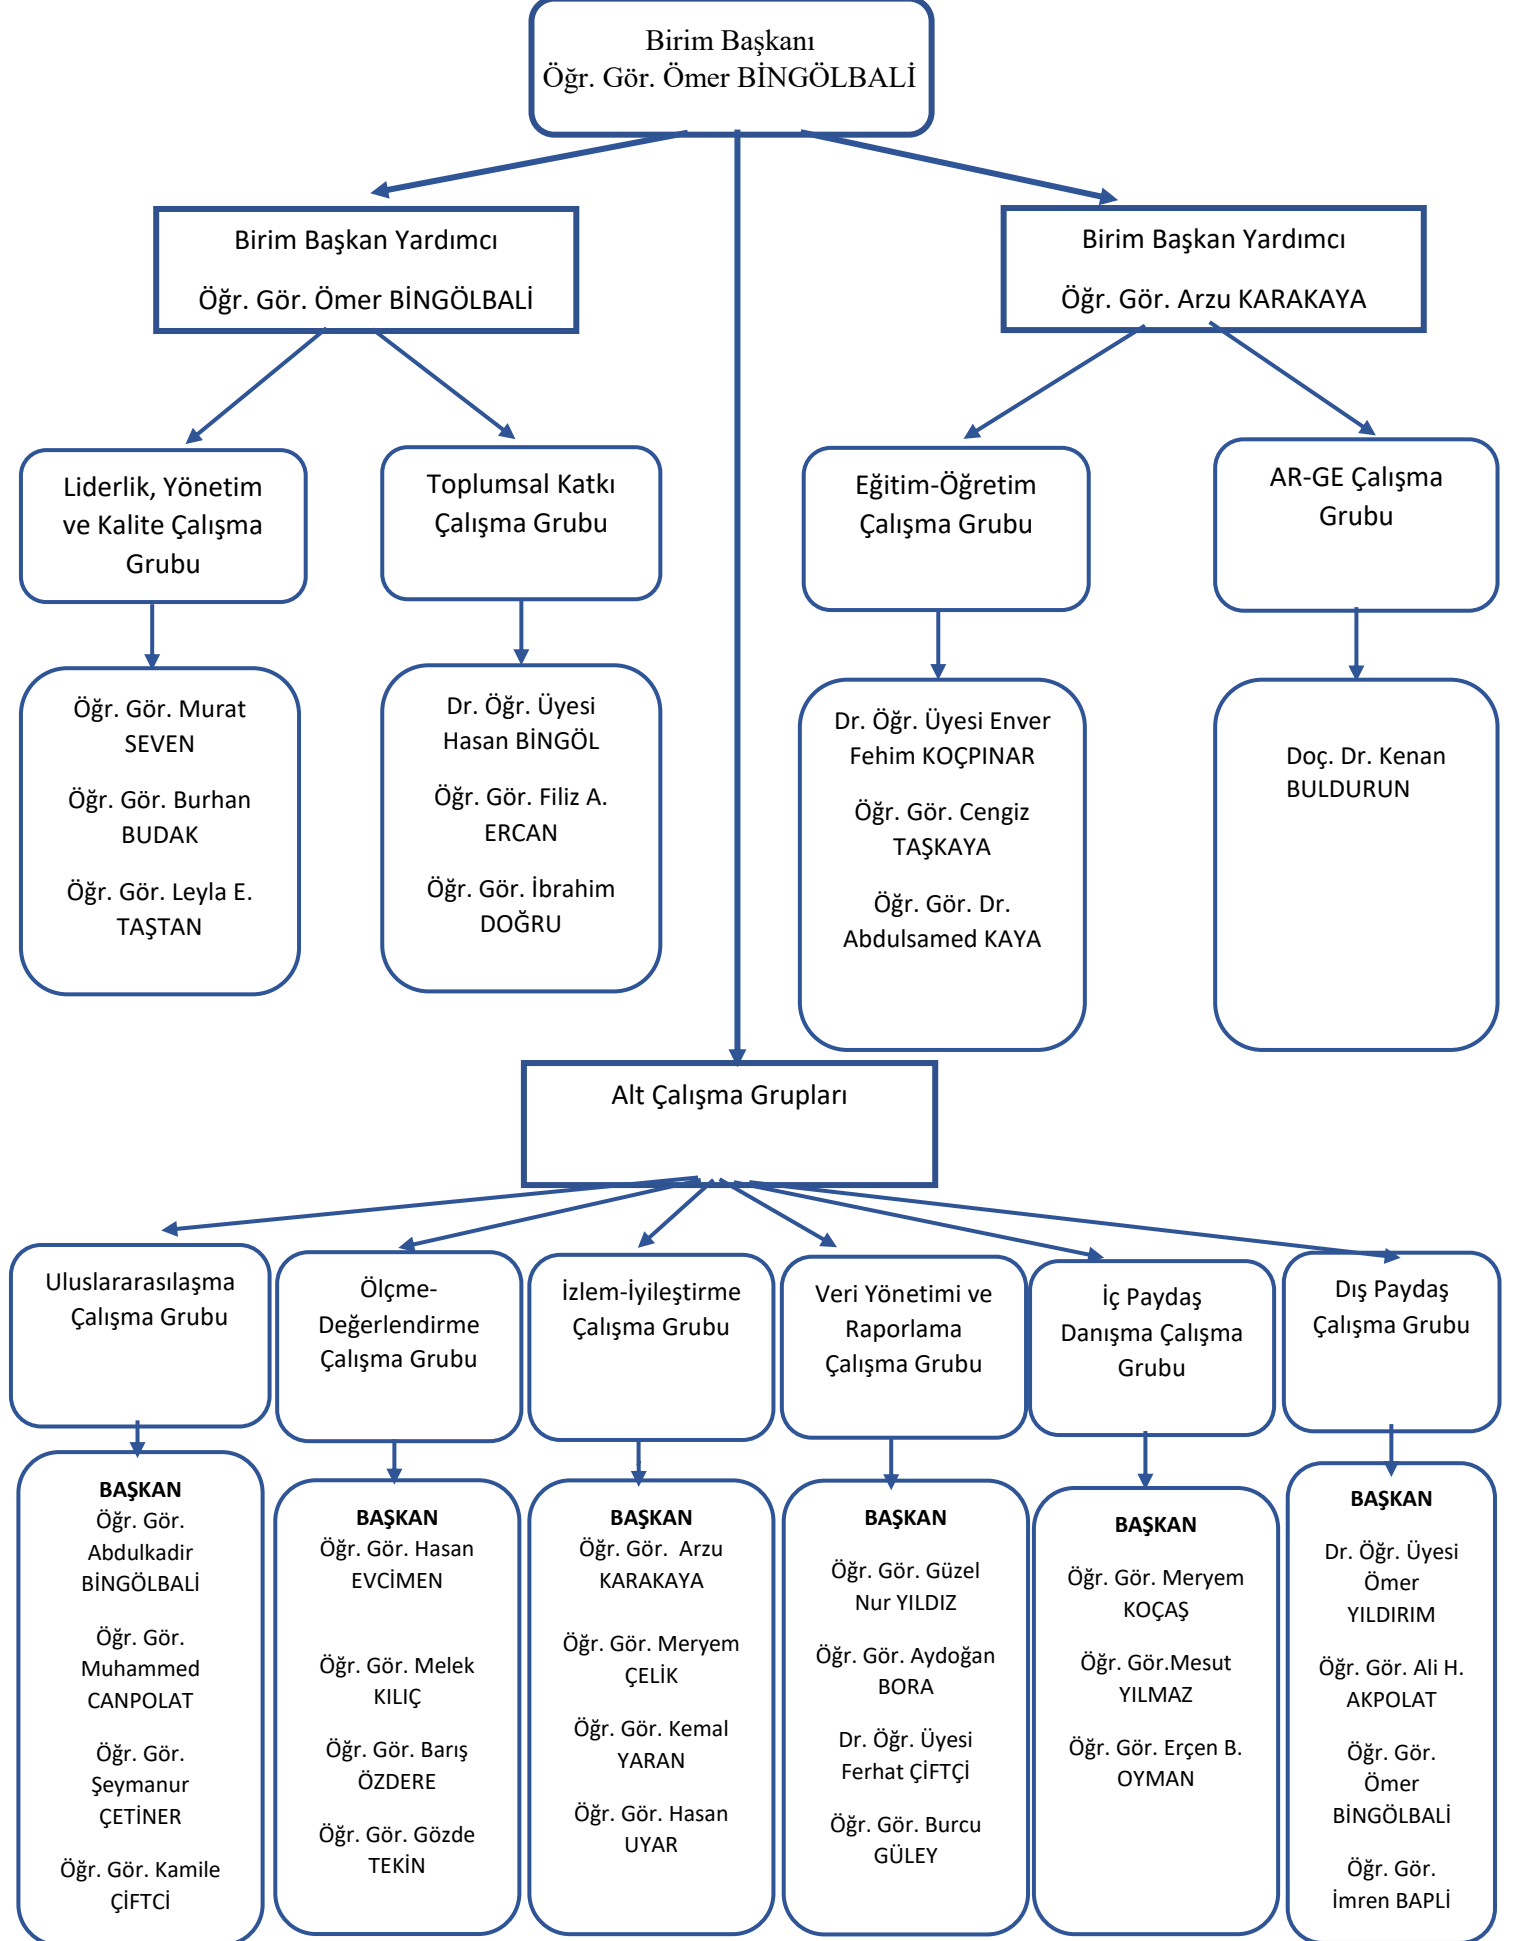 Birim Başkanı
Öğr. Gör. Ömer BİNGÖLBALİ
Birim Başkan Yardımcı
Öğr. Gör. Ömer BİNGÖLBALİ
Birim Başkan Yardımcı
Öğr. Gör. Arzu KARAKAYA
Liderlik, Yönetim
ve Kalite Çalışma
Grubu
Toplumsal Katkı
Çalışma Grubu
Eğitim-Öğretim
Çalışma Grubu
AR-GE Çalışma
Grubu
Öğr. Gör. Murat
SEVEN
Öğr. Gör. Burhan
BUDAK
Öğr. Gör. Leyla E.
TAŞTAN
Dr. Öğr. Üyesi
Hasan BİNGÖL
Öğr. Gör. Filiz A.
ERCAN
Öğr. Gör. İbrahim
DOĞRU
Dr. Öğr. Üyesi Enver
Fehim KOÇPINAR
Öğr. Gör. Cengiz
TAŞKAYA
Öğr. Gör. Dr.
Abdulsamed KAYA
Doç. Dr. Kenan
BULDURUN
Alt Çalışma Grupları
Uluslararasılaşma
Çalışma Grubu
Ölçme-
Değerlendirme
Çalışma Grubu
İzlem-İyileştirme
Çalışma Grubu
Veri Yönetimi ve
Raporlama
Çalışma Grubu
İç Paydaş
Danışma Çalışma
Grubu
Dış Paydaş
Çalışma Grubu
BAŞKAN
Öğr. Gör.
Abdulkadir
BİNGÖLBALİ
Öğr. Gör.
Muhammed
CANPOLAT
Öğr. Gör.
Şeymanur
ÇETİNER
Öğr. Gör. Kamile
ÇİFTCİ
BAŞKAN
Öğr. Gör. Hasan
EVCİMEN
Öğr. Gör. Melek
KILIÇ
Öğr. Gör. Barış
ÖZDERE
Öğr. Gör. Gözde
TEKİN
BAŞKAN
Öğr. Gör.  Arzu
KARAKAYA
Öğr. Gör. Meryem
ÇELİK
Öğr. Gör. Kemal
YARAN
Öğr. Gör. Hasan
UYAR
BAŞKAN
Öğr. Gör. Güzel
Nur YILDIZ
Öğr. Gör. Aydoğan
BORA
Dr. Öğr. Üyesi
Ferhat ÇİFTÇİ
Öğr. Gör. Burcu
GÜLEY
BAŞKAN
Öğr. Gör. Meryem
KOÇAŞ
Öğr. Gör.Mesut
YILMAZ
Öğr. Gör. Erçen B.
OYMAN
BAŞKAN
Dr. Öğr. Üyesi
Ömer
YILDIRIM
Öğr. Gör. Ali H.
AKPOLAT
Öğr. Gör.
Ömer
BİNGÖLBALİ
Öğr. Gör.
İmren BAPLİ